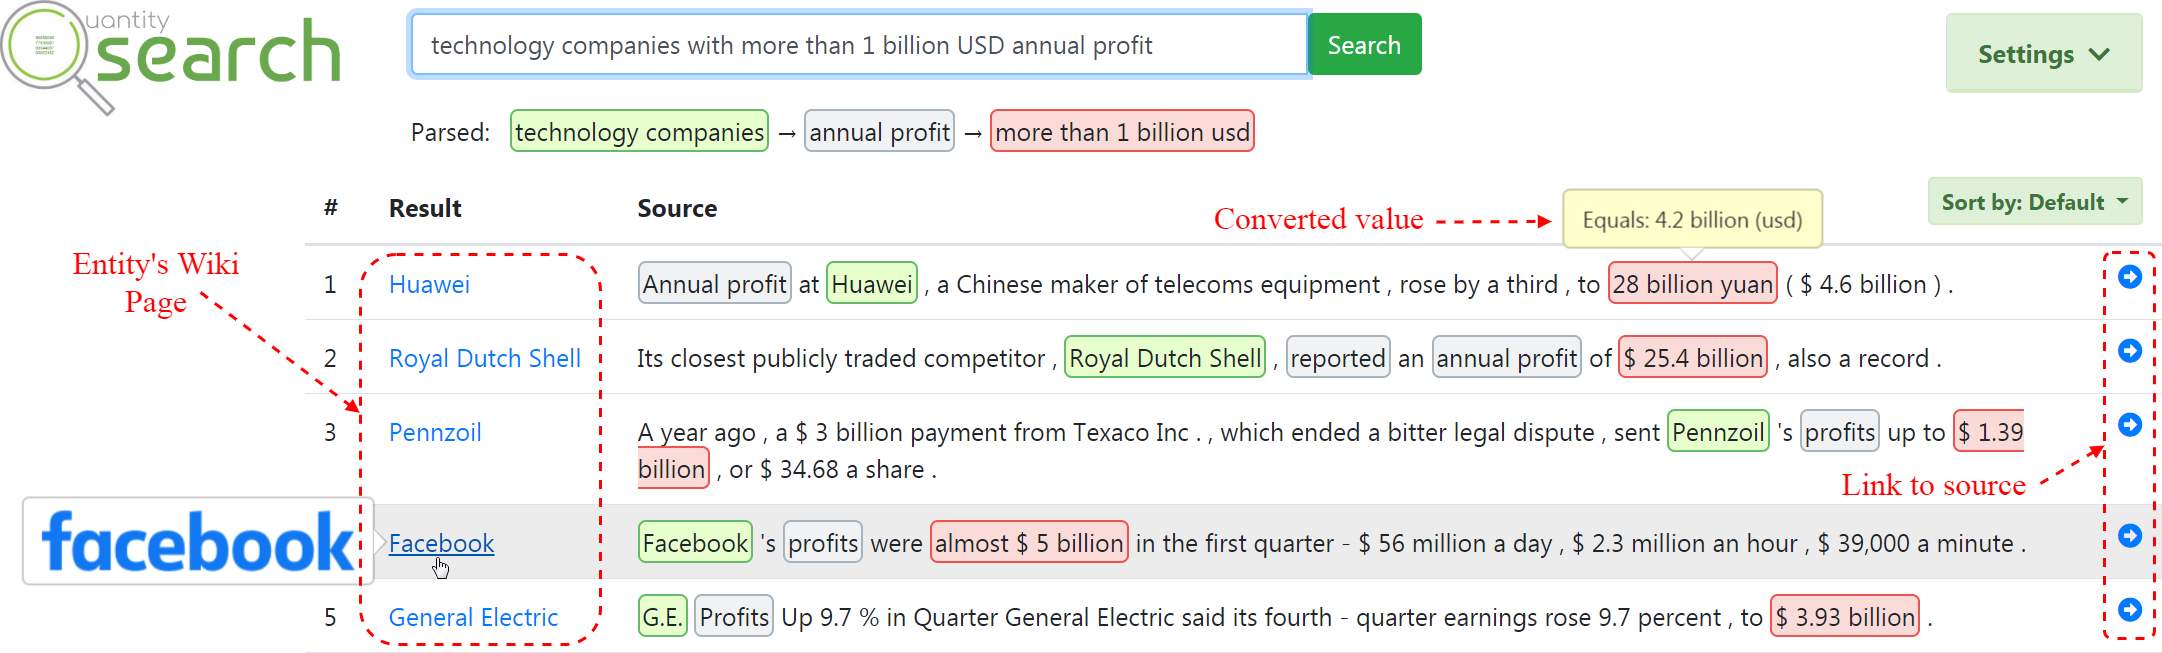 uantity
search
technology companies with more than 1 billion USD annual profit
Search
Settings
Parsed: technology companies → annual profit → more than 1 billion usd
# Result Source
Converted value
Equals: 4.2 billion (usd)
Sort by: Default
Entity's Wiki
Page
1 Huawei Annual profit at Huawei , a Chinese maker of telecoms equipment , rose by a third , to 28 billion yuan ( $ 4.6 billion ) .
2 Royal Dutch Shell Its closest publicly traded competitor , Royal Dutch Shell , reported an annual profit of $ 25.4 billion , also a record .
3 Pennzoil A year ago , a $ 3 billion payment from Texaco Inc . , which ended a bitter legal dispute , sent Pennzoil 's profits up to $ 1.39
billion , or $ 34.68 a share .
Link to source
facebook
Facebook Facebook 's profits were almost $ 5 billion in the first quarter - $ 56 million a day , $ 2.3 million an hour , $ 39,000 a minute .
5 General Electric G.E. Profits Up 9.7 % in Quarter General Electric said its fourth - quarter earnings rose 9.7 percent , to $ 3.93 billion .